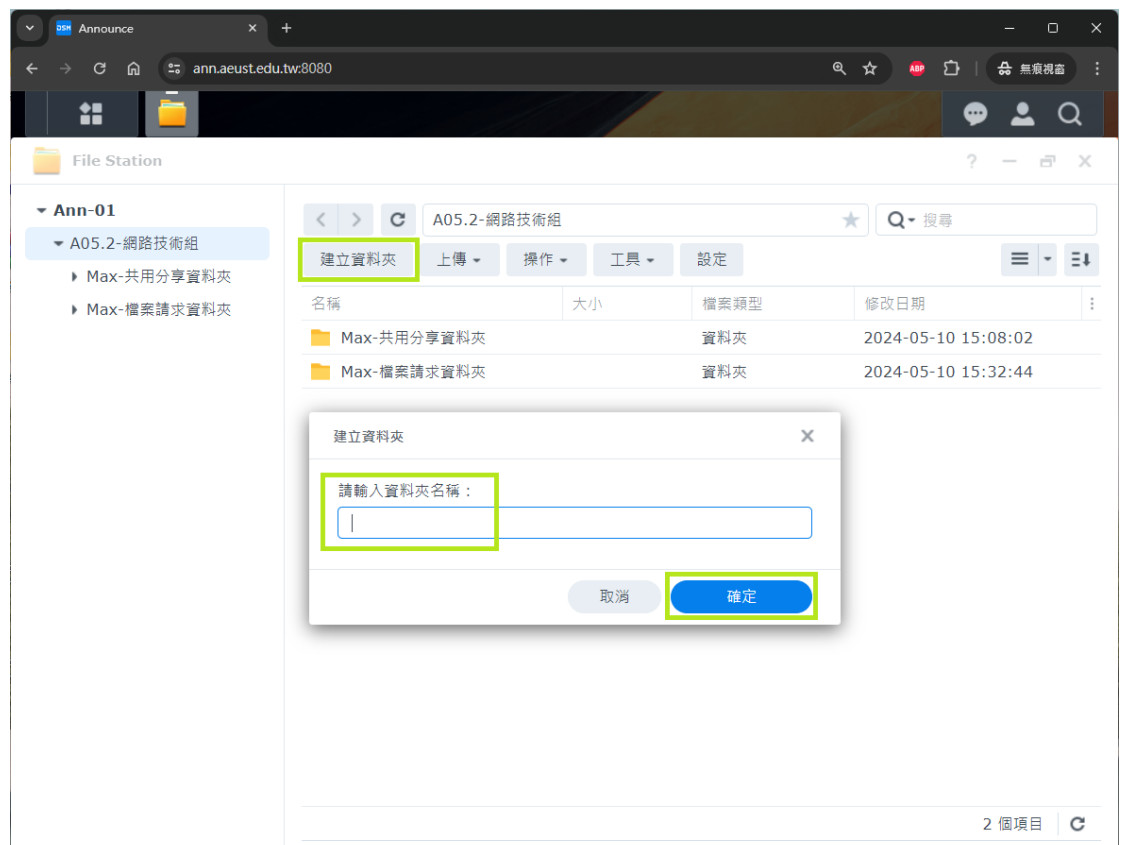 DSM Announce
ann.aeust.edu.tw:8080
ABP 無痕視窗
File Station
Ann-01
A05.2-網路技術組
Max-共用分享資料夾
Max-檔案請求資料夾
A05.2-網路技術組 搜尋
建立資料夾 上傳 操作 工具 設定
名稱 大小 檔案類型 修改日期
Max-共用分享資料夾 資料夾 2024-05-10 15:08:02
Max-檔案請求資料夾 資料夾 2024-05-10 15:32:44
建立資料夾
請輸入資料夾名稱：
取消 確定
2 個項目